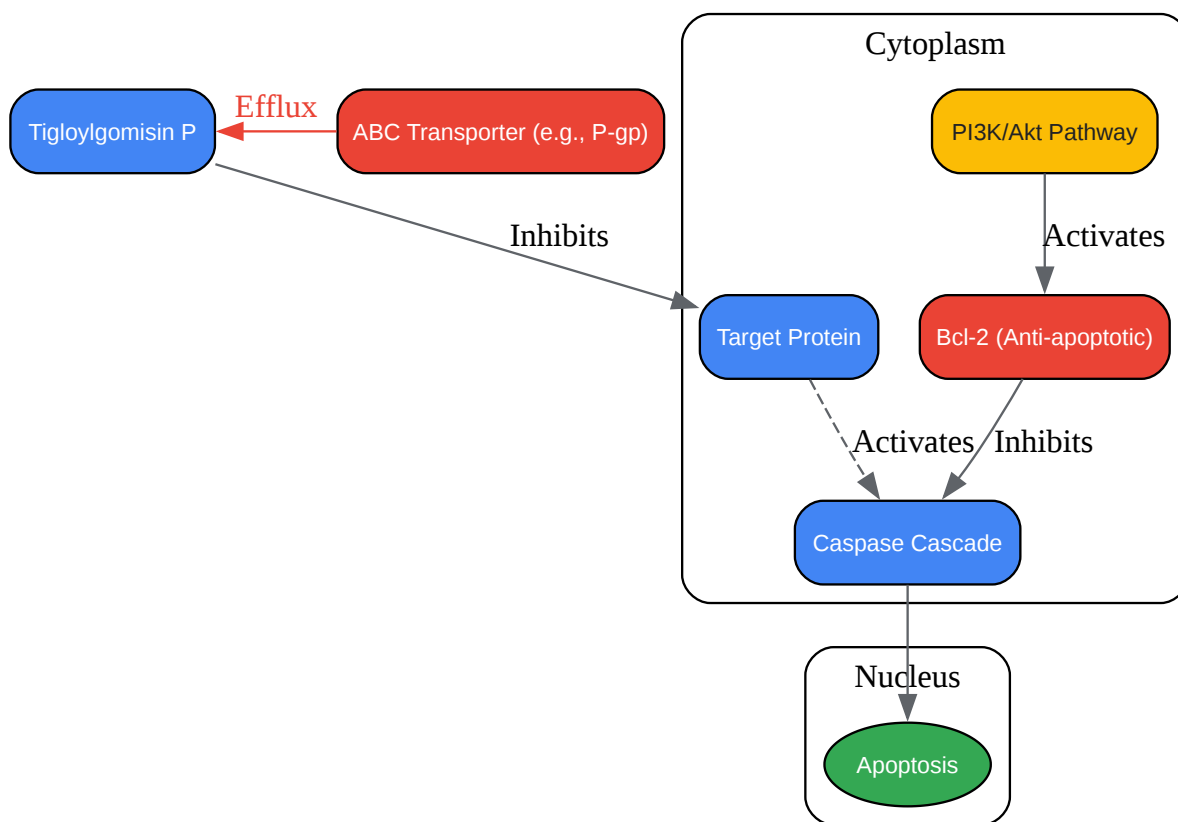 Cytoplasm
Efflux
Tigloylgomisin P
ABC Transporter (e.g., P-gp)
PI3K/Akt Pathway
Inhibits
Activates
Target Protein
Bcl-2 (Anti-apoptotic)
Activates
Inhibits
Caspase Cascade
Nucleus
Apoptosis